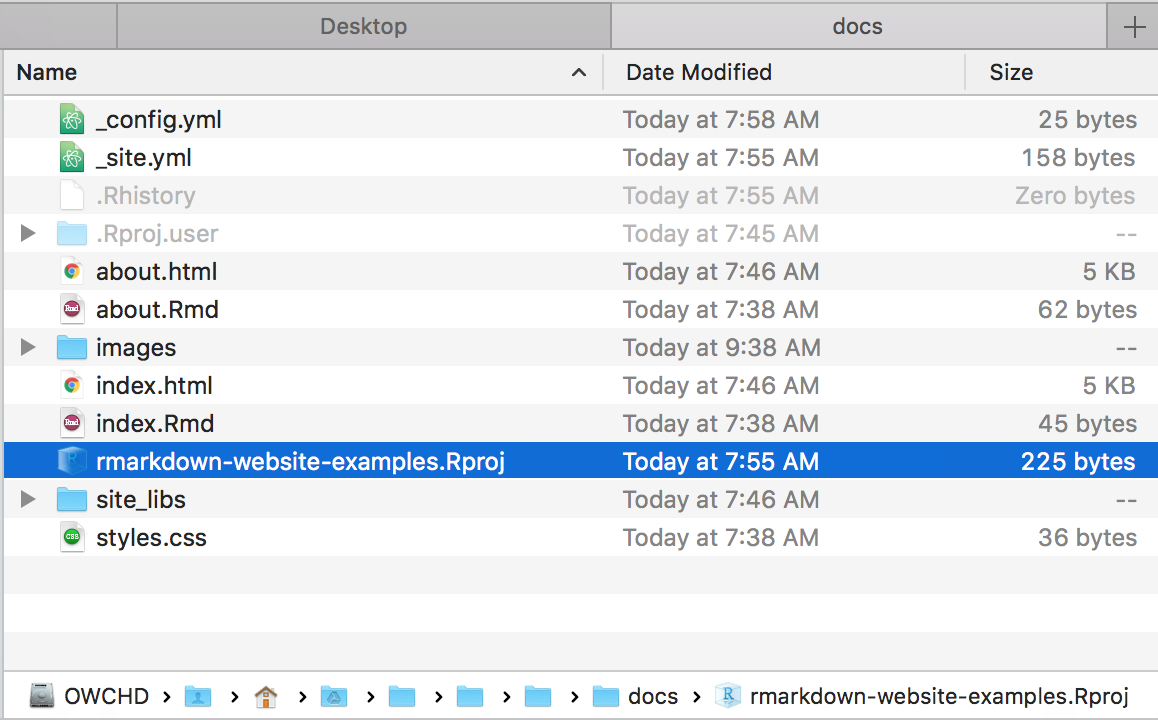 Desktop docs
Name Date Modified Size
_config.yml Today at 7:58 AM 25 bytes
_site.yml Today at 7:55 AM 158 bytes
.Rhistory Today at 7:55 AM Zero bytes
.Rproj.user Today at 7:45 AM --
about.html Today at 7:46 AM 5 KB
about.Rmd Today at 7:38 AM 62 bytes
images Today at 9:38 AM --
index.html Today at 7:46 AM 5 KB
index.Rmd Today at 7:38 AM 45 bytes
rmarkdown-website-examples.Rproj Today at 7:55 AM 225 bytes
site_libs Today at 7:46 AM --
styles.css Today at 7:38 AM 36 bytes
OWCHD › › › › › › › docs › rmarkdown-website-examples.Rproj